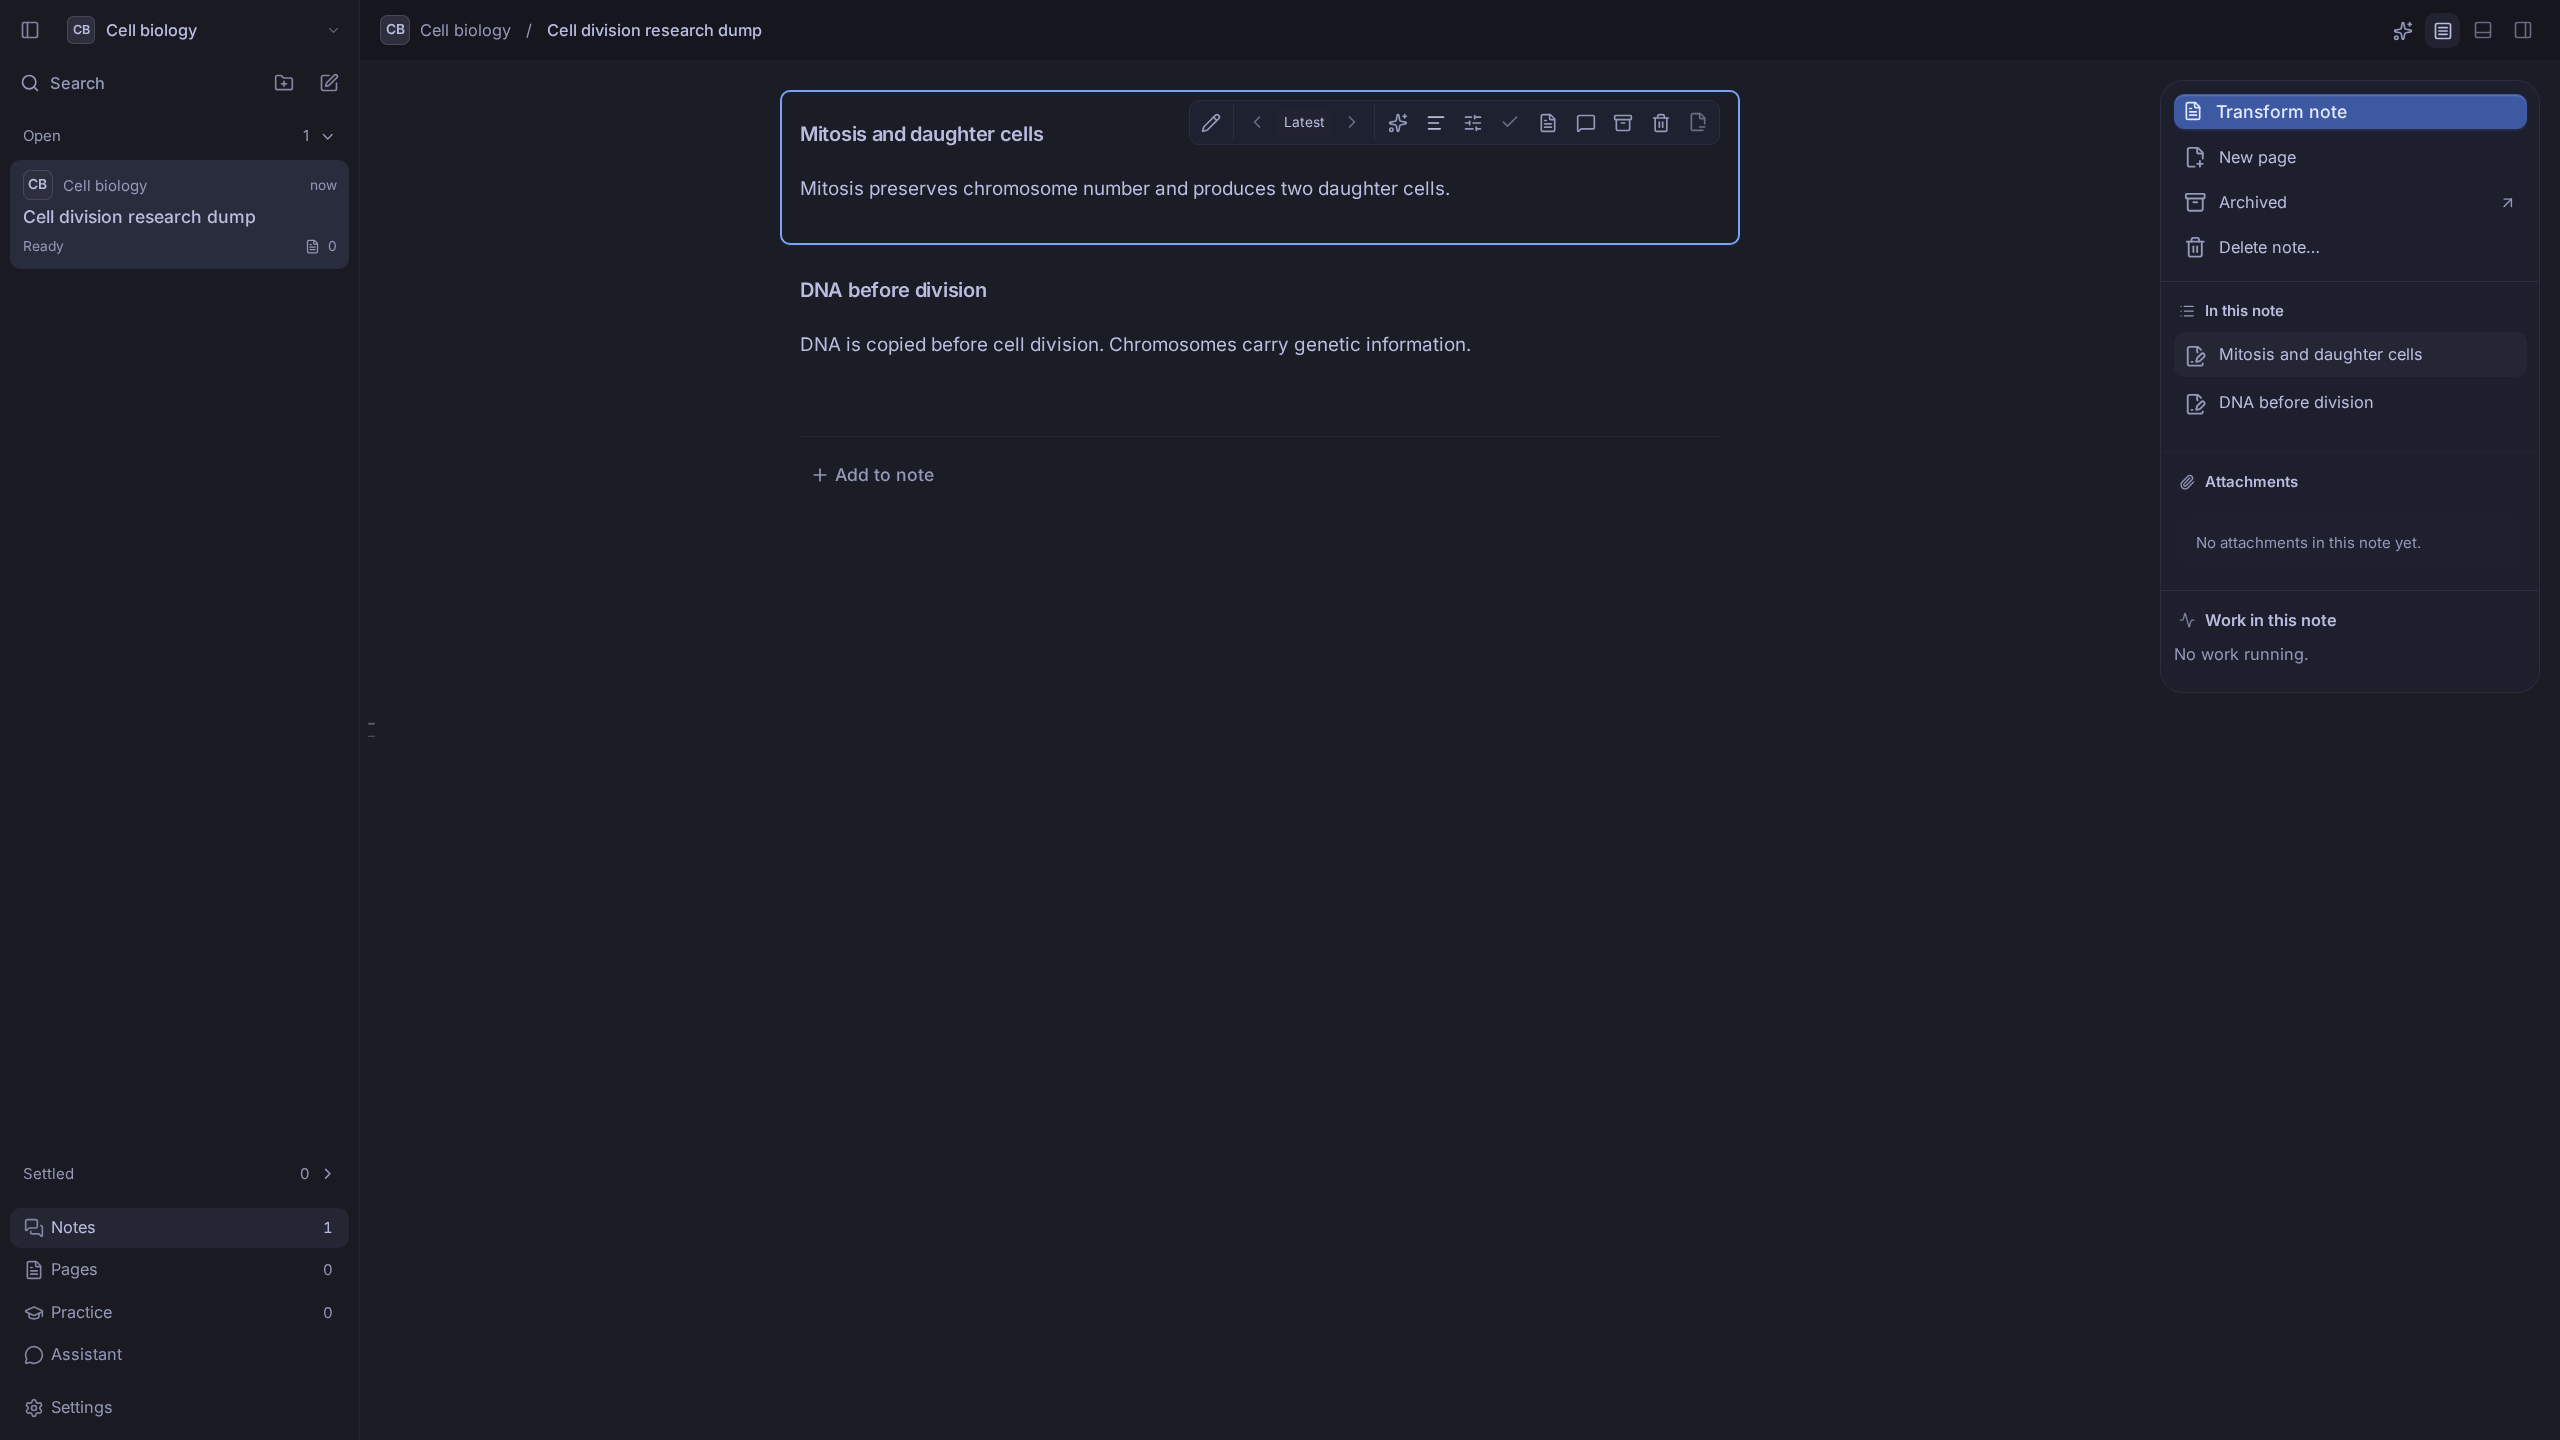 CB Cell biology
Search
Open 1
CB Cell biology now
Cell division research dump
Ready 0
Settled 0
Notes 1
Pages 0
Practice 0
Assistant
Settings
CB Cell biology / Cell division research dump
Mitosis and daughter cells
Latest
Mitosis preserves chromosome number and produces two daughter cells.
DNA before division
DNA is copied before cell division. Chromosomes carry genetic information.
Add to note
Transform note
New page
Archived
Delete note...
In this note
Mitosis and daughter cells
DNA before division
Attachments
No attachments in this note yet.
Work in this note
No work running.